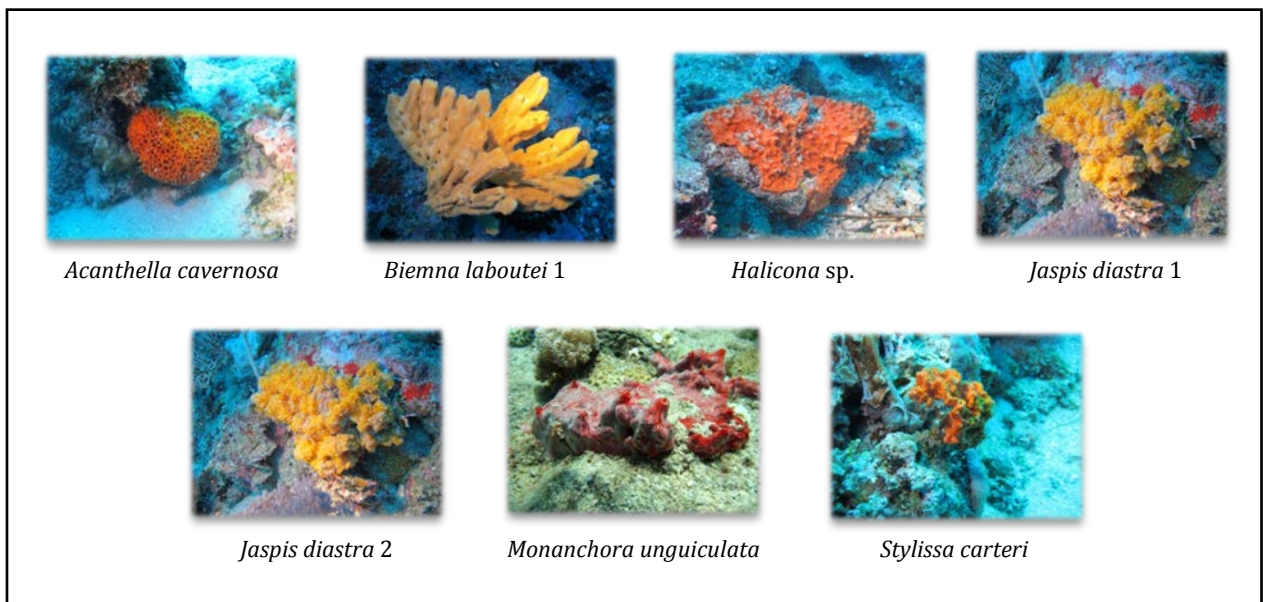 Acanthella cavernosa
Biemna laboutei 1
Halicona sp.
Jaspis diastra 1
Jaspis diastra 2
Monanchora unguiculata
Stylissa carteri